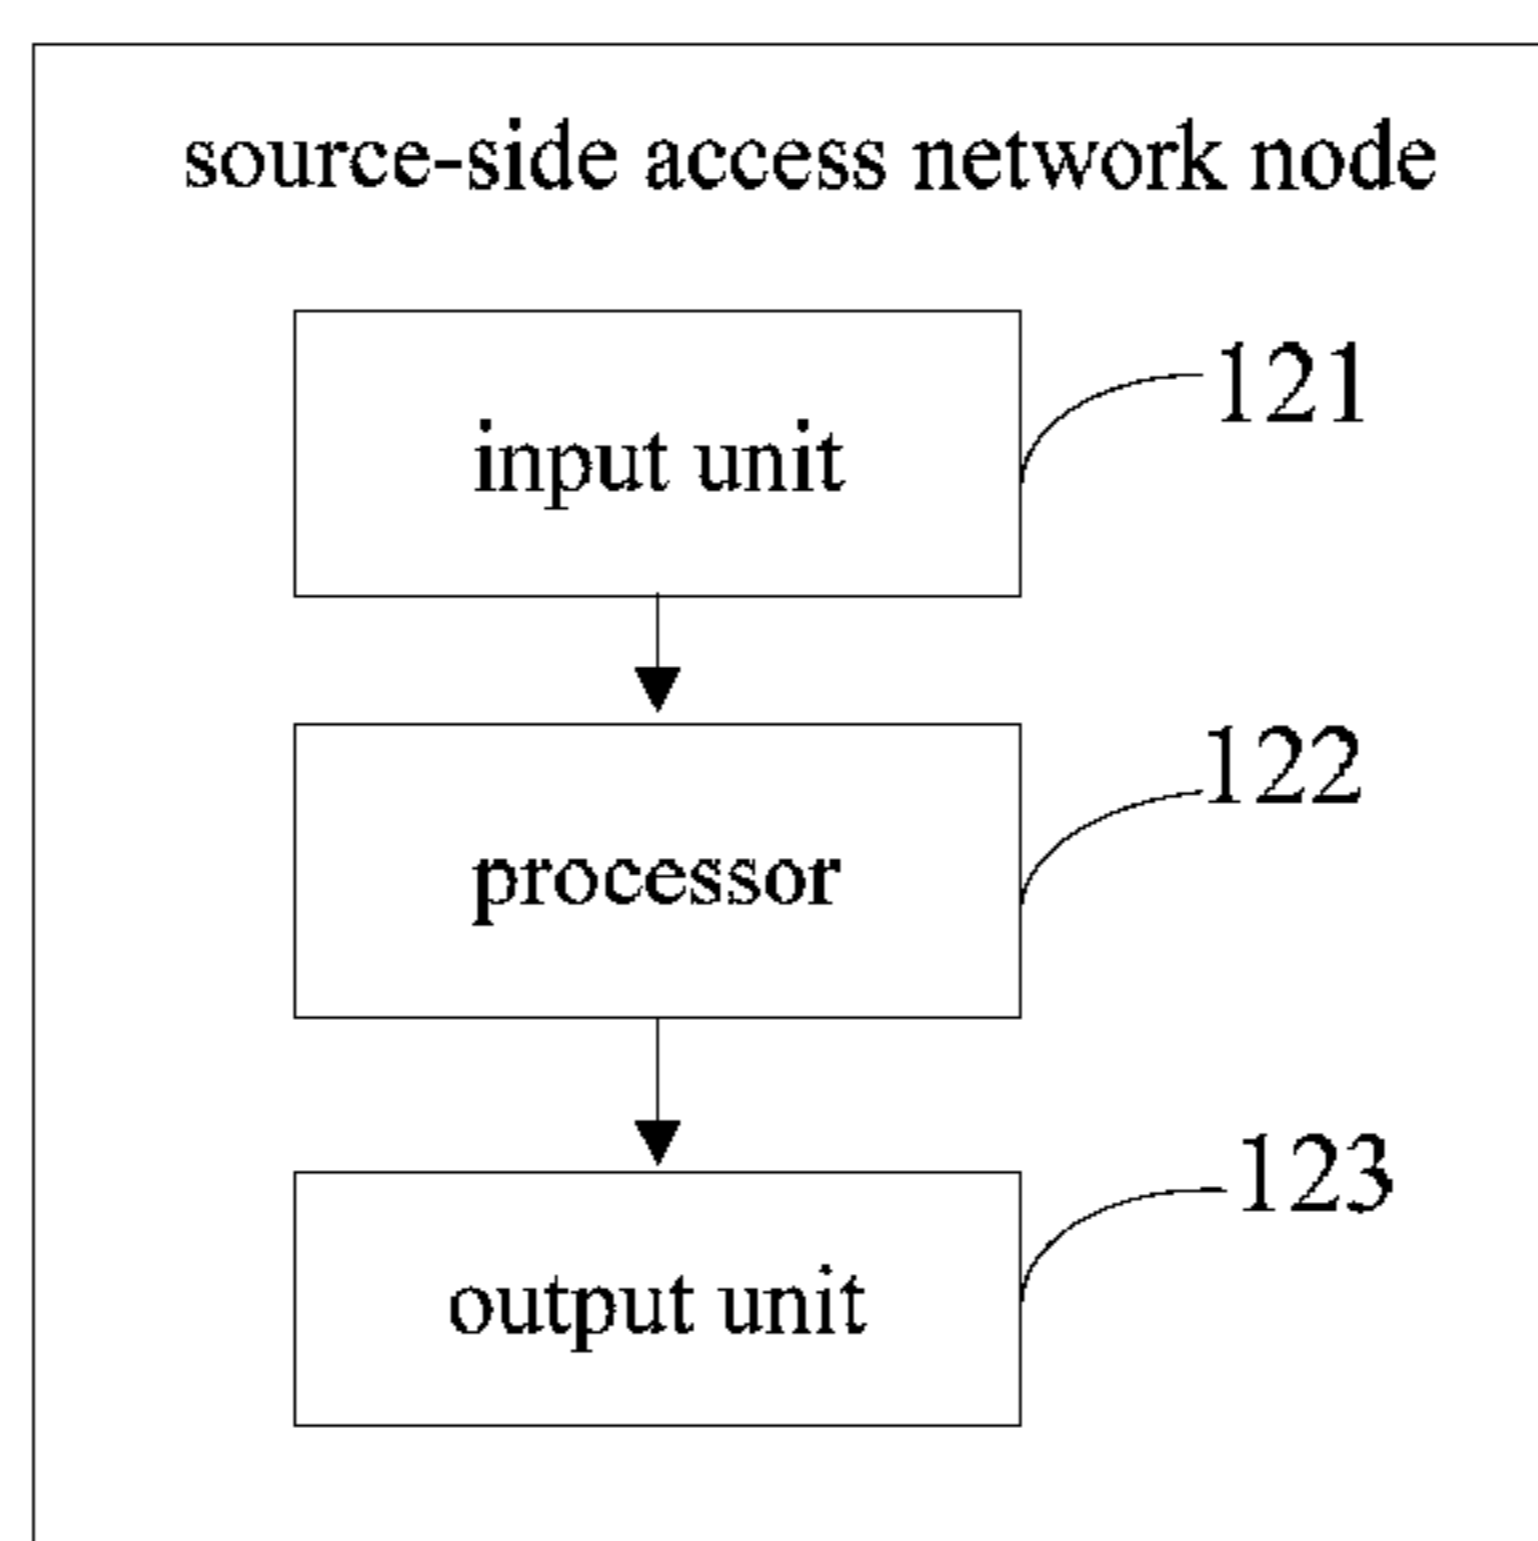 source-side access network node
input unit
121
processor
122
output unit
123